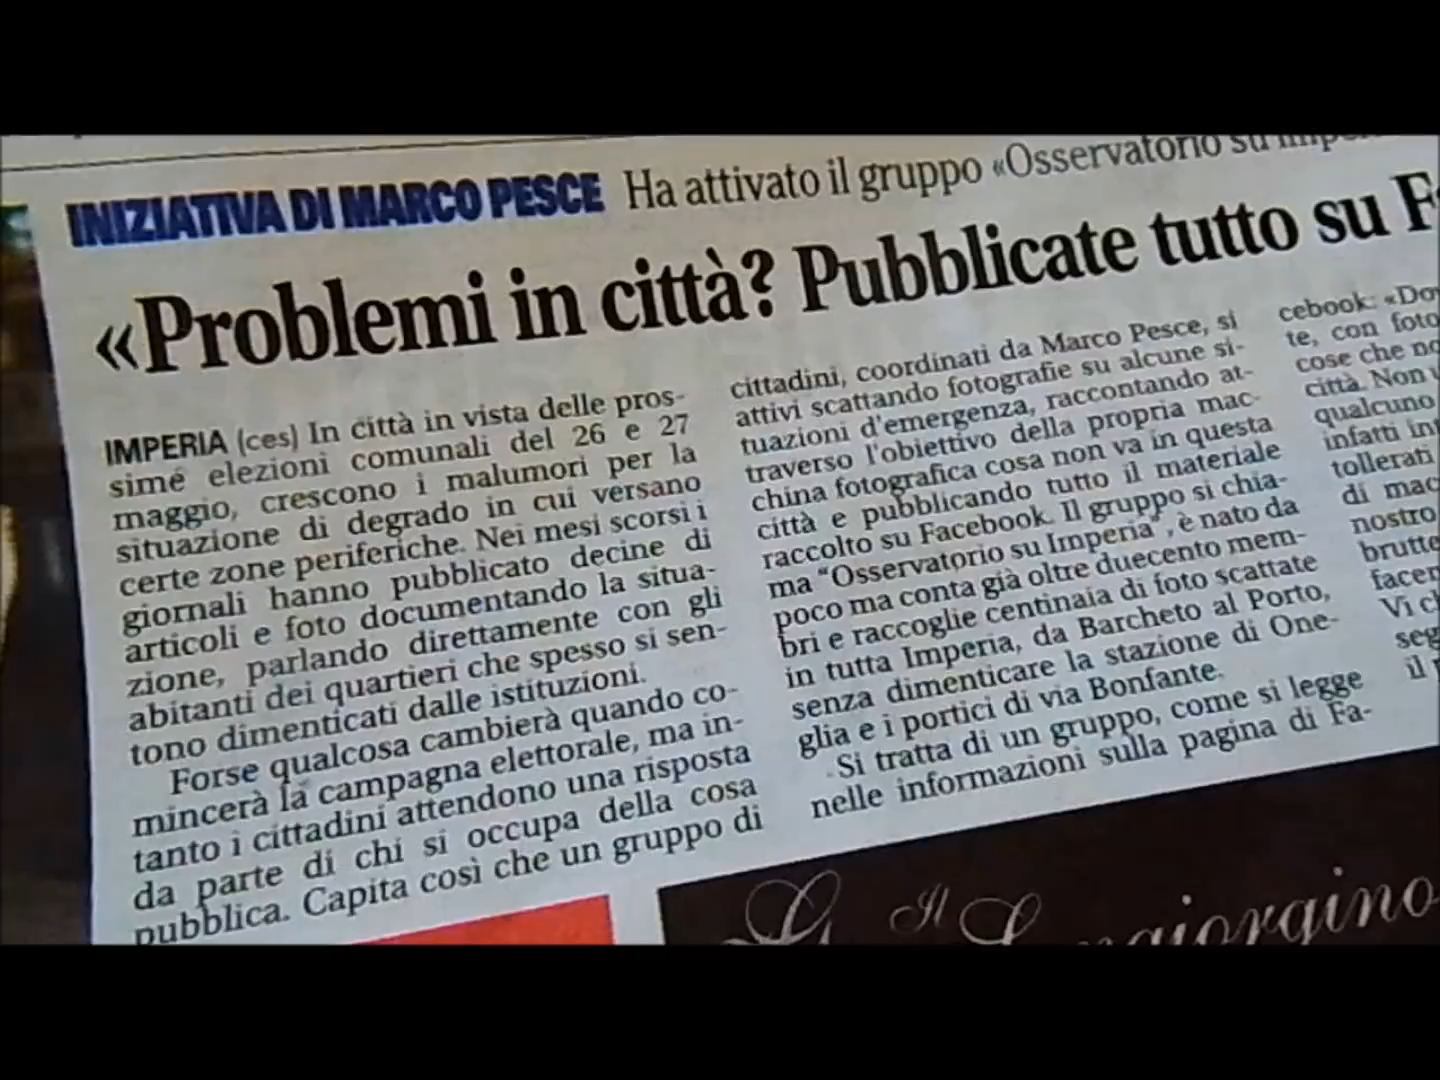 INIZIATIVA DI MARCO PESCE Ha attivato il gruppo «Osservatorio su
«Problemi in città? Pubblicate tutto su F
IMPERIA (ces) In città in vista delle pros-
sime elezioni comunali del 26 e 27
maggio, crescono i malumori per la
situazione di degrado in cui versano
certe zone periferiche. Nei mesi scorsi i
giornali hanno pubblicato decine di
articoli e foto documentando la situa-
zione, parlando direttamente con gli
abitanti dei quartieri che spesso si sen-
tono dimenticati dalle istituzioni.
Forse qualcosa cambierà quando co-
mincerà la campagna elettorale, ma in-
tanto i cittadini attendono una risposta
da parte di chi si occupa della cosa
pubblica. Capita così che un gruppo di
cittadini, coordinati da Marco Pesce, si
attivi scattando fotografie su alcune si-
tuazioni d'emergenza, raccontando at-
traverso l'obiettivo della propria mac-
china fotografica cosa non va in questa
città e pubblicando tutto il materiale
raccolto su Facebook. Il gruppo si chia-
ma "Osservatorio su Imperia", è nato da
poco ma conta già oltre duecento mem-
bri e raccoglie centinaia di foto scattate
in tutta Imperia, da Barcheto al Porto,
senza dimenticare la stazione di One-
glia e i portici di via Bonfante.
Si tratta di un gruppo, come si legge
nelle informazioni sulla pagina di Fa-
cebook: «Do
te, con foto
cose che no
città. Non
qualcuno
infatti in
tollerati
di mac
nostro
brutte
facen
Vi c
seg
il
Il